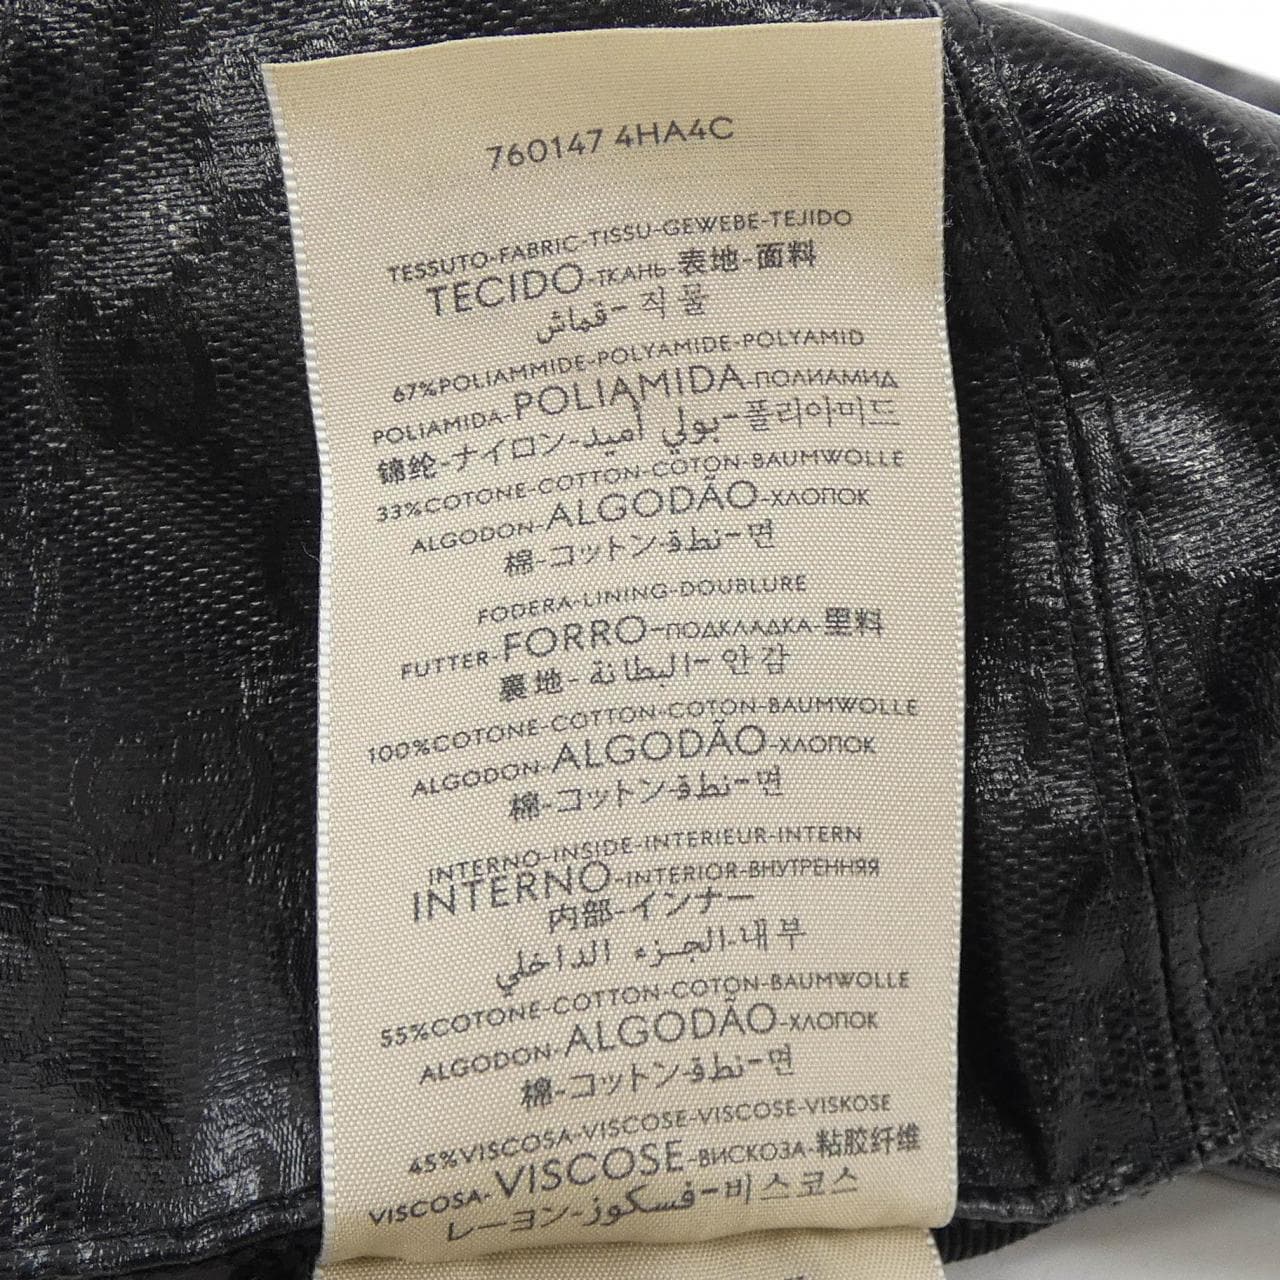 760147 4HA4C
TESSUTO-FABRIC-TISSU-GEWEBE-TEJIDO
TECIDO-ТКАНЬ-表地-面料
قماش-직물
67%POLIAMMIDE-POLYAMIDE-POLYAMID
POLIAMIDA-POLIAMIDA-ПОЛИАМИД
锦纶-ナイロン-بولي أميد-폴리아미드
33%COTONE-COTTON-COTON-BAUMWOLLE
ALGODON-ALGODÃO-ХЛОПОК
棉-コットン-قطن-면
FODERA-LINING-DOUBLURE
FUTTER-FORRO-ПОДКЛАДКА-里料
裏地-البطانة-안감
100%COTONE-COTTON-COTON-BAUMWOLLE
ALGODON-ALGODÃO-ХЛОПОК
棉-コットン-قطن-면
INTERNO-INSIDE-INTERIEUR-INTERN
INTERNO-INTERIOR-ВНУТРЕННЯЯ
内部-インナー
الجزء الداخلي-내부
55%COTONE-COTTON-COTON-BAUMWOLLE
ALGODON-ALGODÃO-ХЛОПОК
棉-コットン-قطن-면
45%VISCOSA-VISCOSE-VISCOSE-VISKOSE
VISCOSA-VISCOSE-ВИСКОЗА-粘胶纤维
レーヨン-فسكوز-비스코스